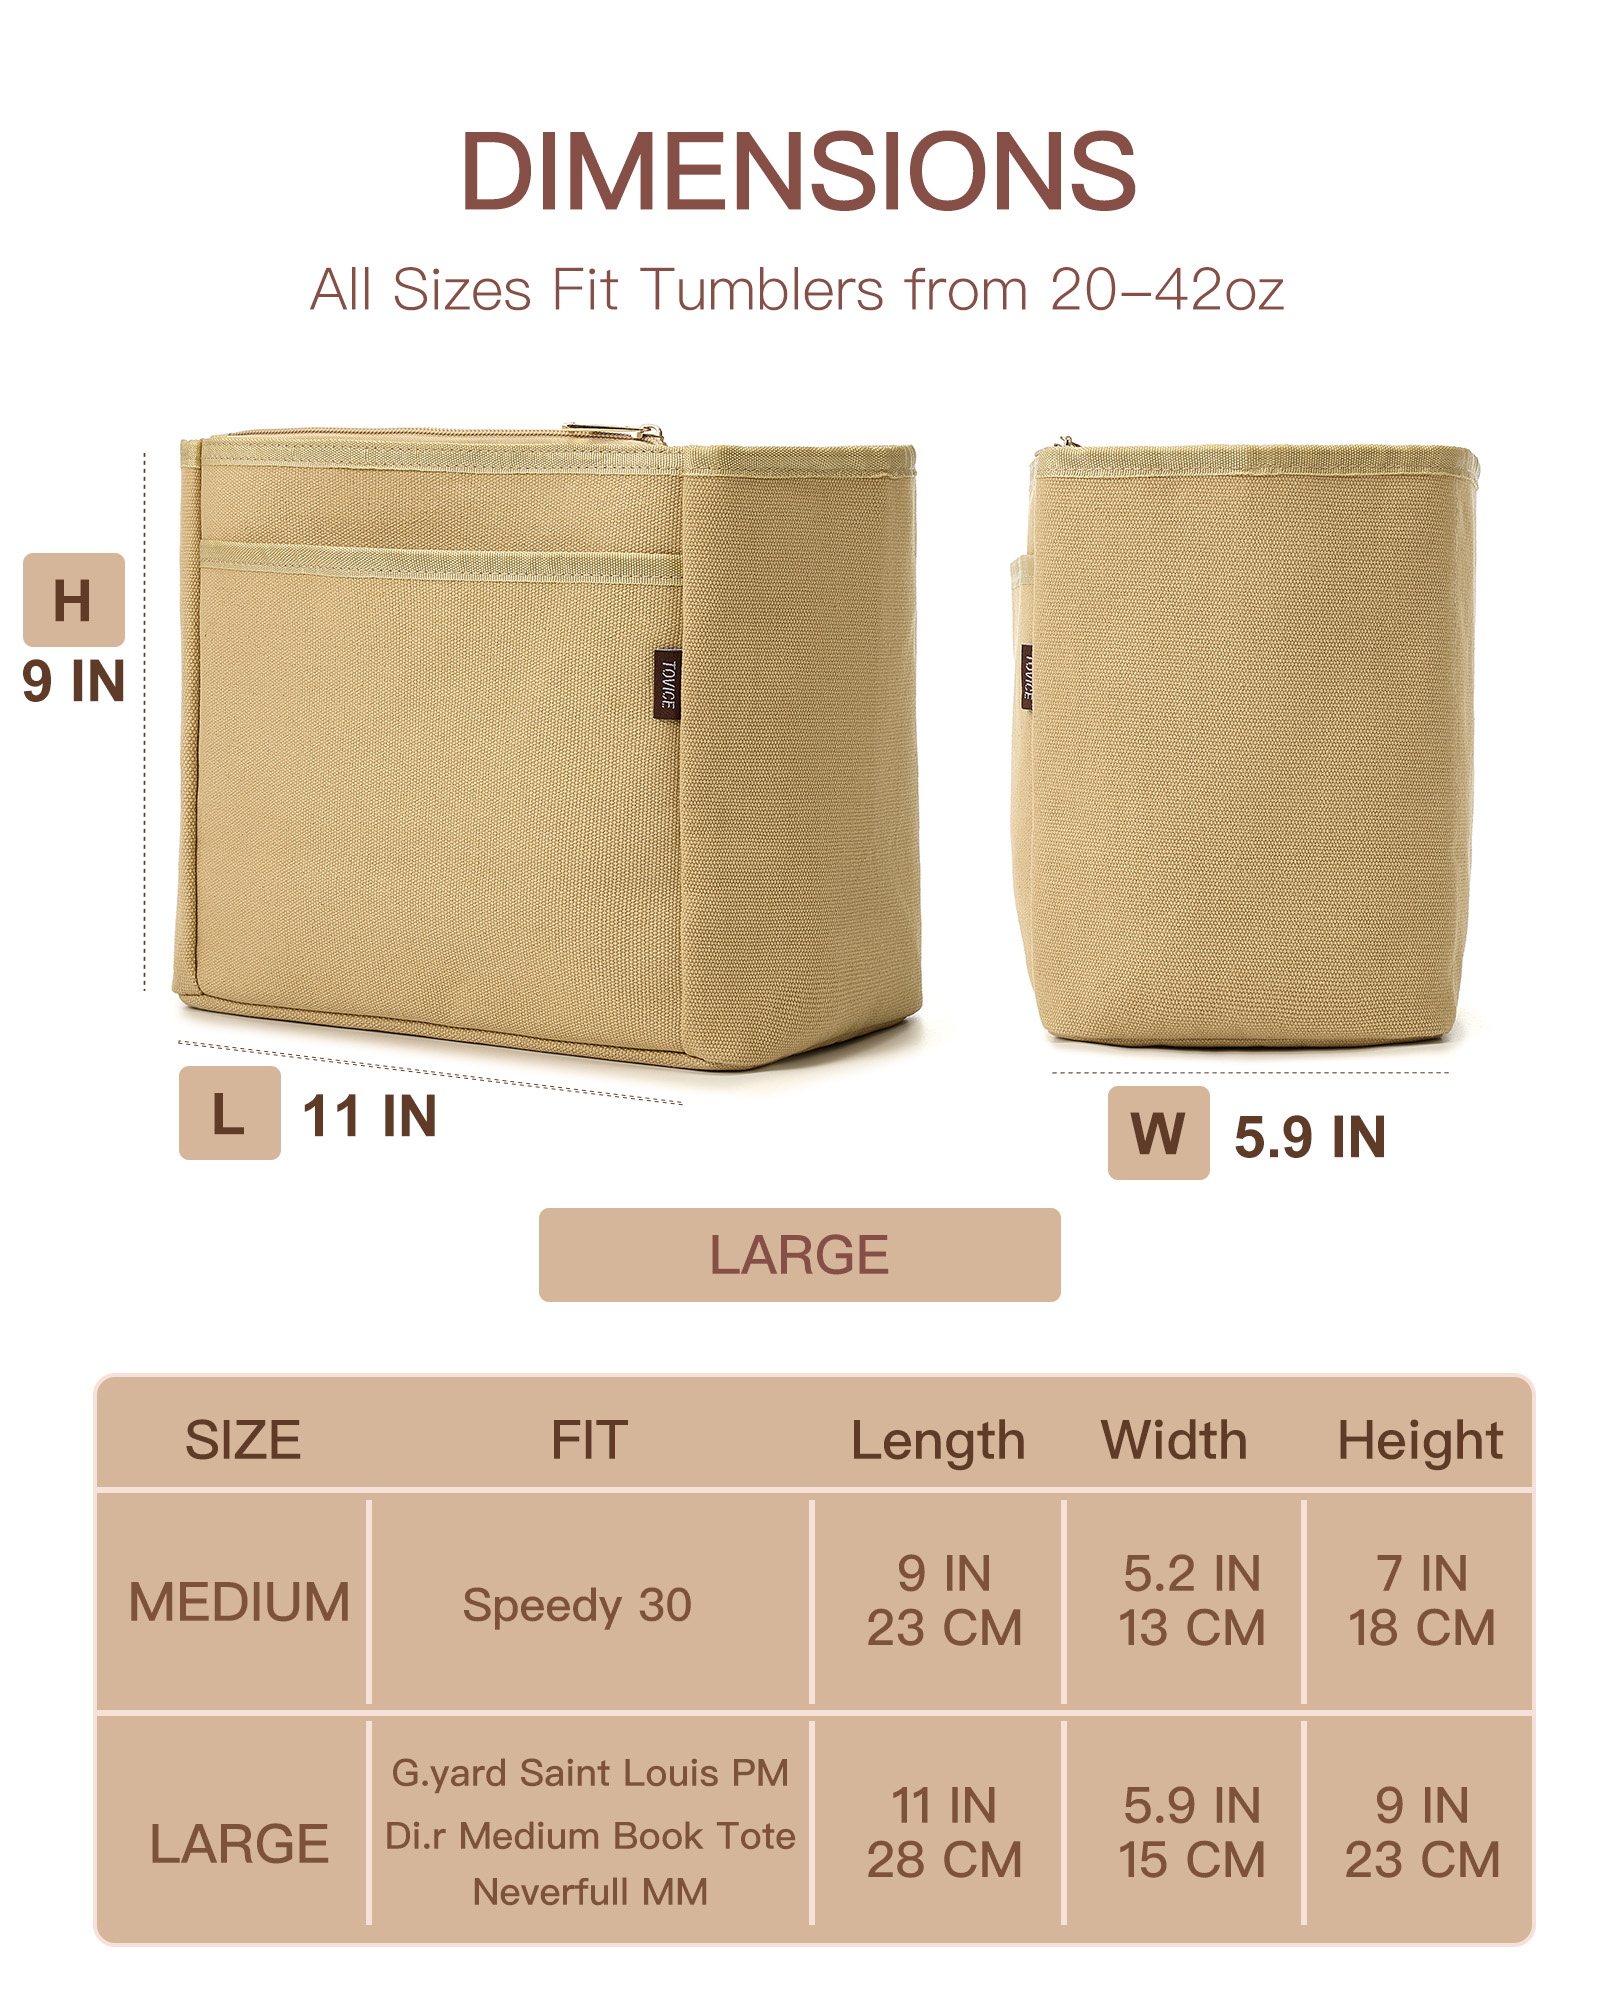 DIMENSIONS
All Sizes Fit Tumblers from 20-42oz
H
9 IN
TOVICE
TOVICE
L
11 IN
W
5.9 IN
LARGE
SIZE
FIT
Length
Width
Height
MEDIUM
Speedy 30
9 IN
23 CM
5.2 IN
13 CM
7 IN
18 CM
LARGE
G.yard Saint Louis PM
Di.r Medium Book Tote
Neverfull MM
11 IN
28 CM
5.9 IN
15 CM
9 IN
23 CM